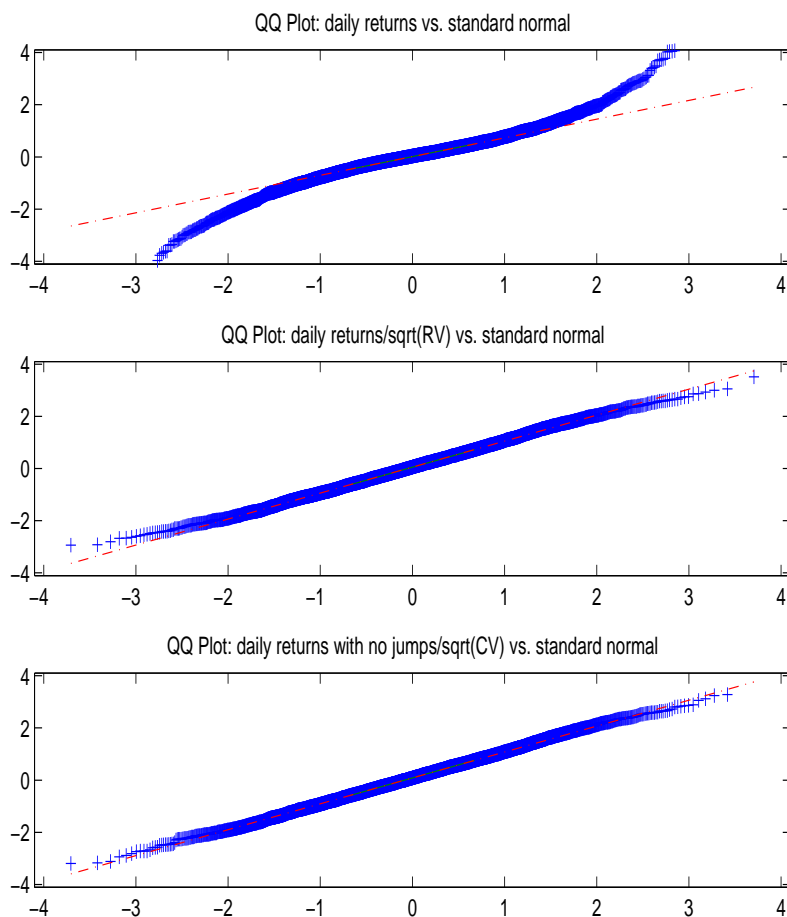 QQ Plot: daily returns vs. standard normal
4
2
0
−2
−4
−4 −3 −2 −1 0 1 2 3 4
QQ Plot: daily returns/sqrt(RV) vs. standard normal
4
2
0
−2
−4
−4 −3 −2 −1 0 1 2 3 4
QQ Plot: daily returns with no jumps/sqrt(CV) vs. standard normal
4
2
0
−2
−4
−4 −3 −2 −1 0 1 2 3 4